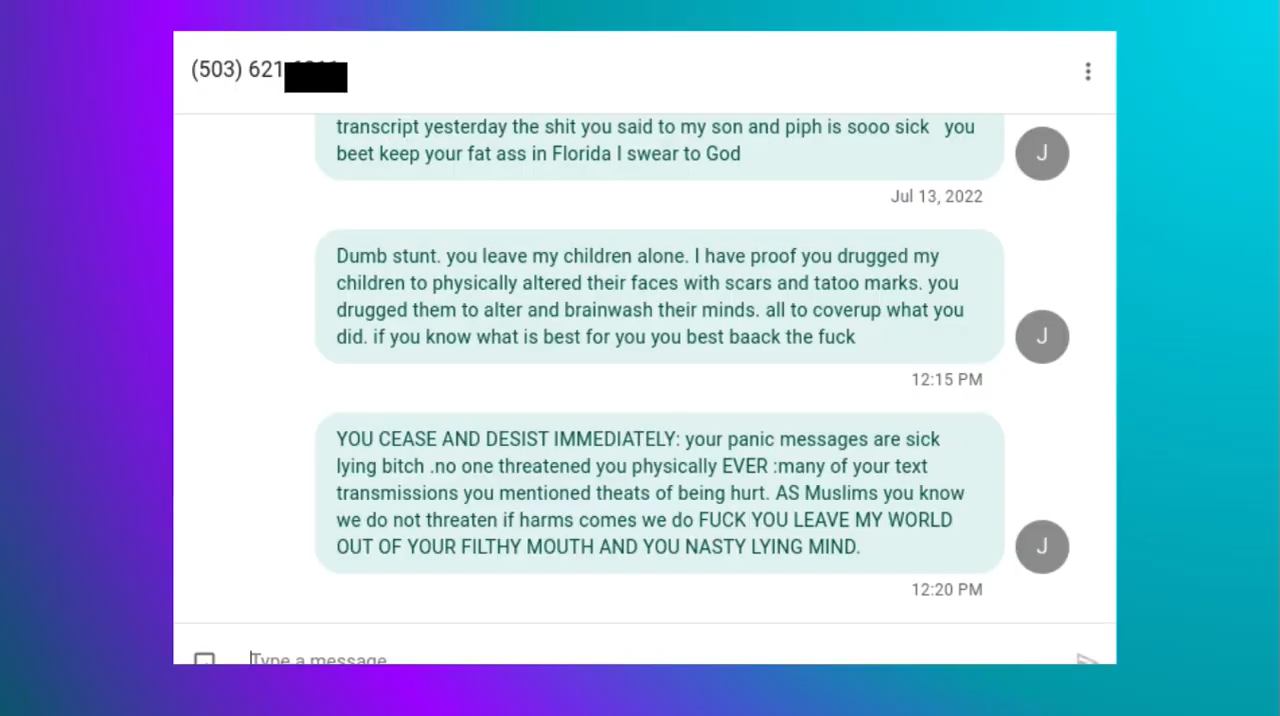 (503) 621
transcript yesterday the shit you said to my son and piph is sooo sick you
beet keep your fat ass in Florida I swear to God
J
Jul 13, 2022
Dumb stunt. you leave my children alone. I have proof you drugged my
children to physically altered their faces with scars and tatoo marks. you
drugged them to alter and brainwash their minds. all to coverup what you
did. if you know what is best for you you best baack the fuck
J
12:15 PM
YOU CEASE AND DESIST IMMEDIATELY: your panic messages are sick
lying bitch .no one threatened you physically EVER :many of your text
transmissions you mentioned theats of being hurt. AS Muslims you know
we do not threaten if harms comes we do FUCK YOU LEAVE MY WORLD
OUT OF YOUR FILTHY MOUTH AND YOU NASTY LYING MIND.
J
12:20 PM
Type a message